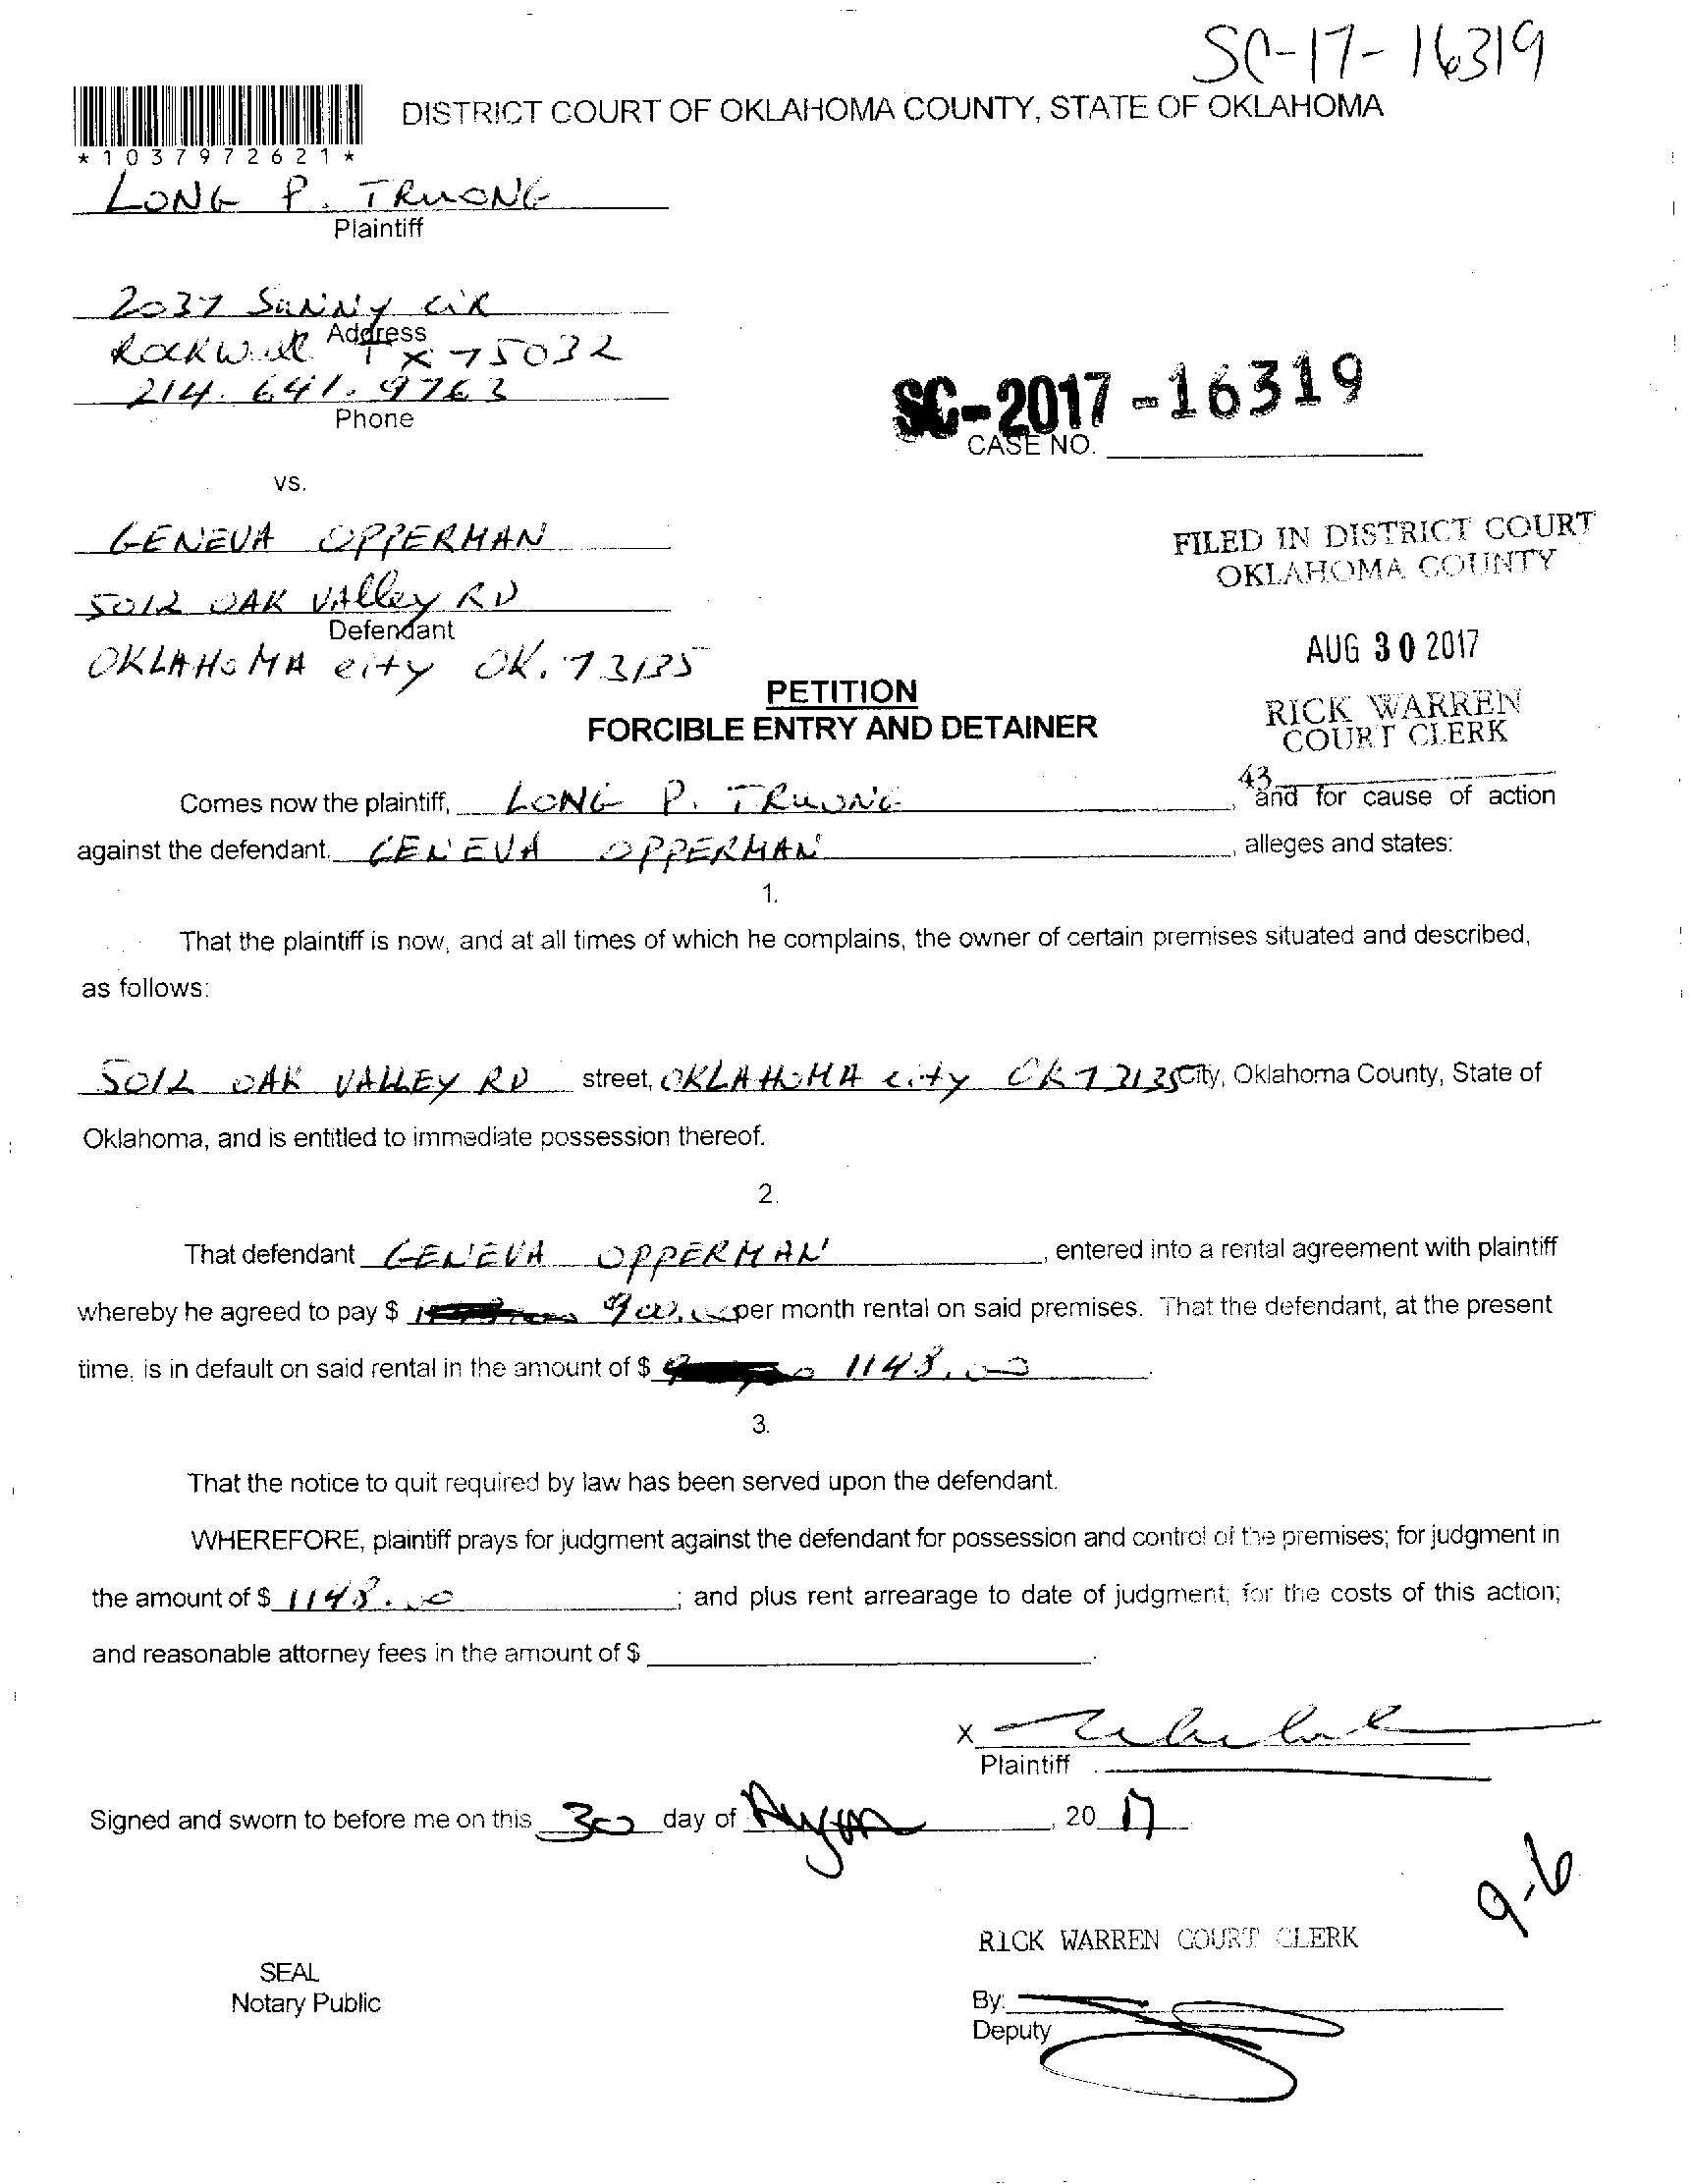 SC-17-16319
DISTRICT COURT OF OKLAHOMA COUNTY, STATE OF OKLAHOMA
*1037972621*
LONG P. TRUONG
Plaintiff
2037 SUNNY CIR
Address
ROCKWall TX 75032
214.641.9763
Phone
SC-2017-16319
CASE NO.
vs.
GENEVA OPPERMAN
5012 OAK VAlley RD
Defendant
OKLAHOMA city OK. 73135
FILED IN DISTRICT COURT
OKLAHOMA COUNTY
AUG 30 2017
RICK WARREN
COURT CLERK
43
PETITION
FORCIBLE ENTRY AND DETAINER
Comes now the plaintiff, LONG P. TRUONG, and for cause of action
against the defendant, GENEVA OPPERMAN, alleges and states:
1.
That the plaintiff is now, and at all times of which he complains, the owner of certain premises situated and described,
as follows:
5012 OAK VALLEY RD street, OKLAHOMA city OK 73135 City, Oklahoma County, State of
Oklahoma, and is entitled to immediate possession thereof.
2.
That defendant GENEVA OPPERMAN, entered into a rental agreement with plaintiff
whereby he agreed to pay $ 900.00 per month rental on said premises. That the defendant, at the present
time, is in default on said rental in the amount of $ 1148.00.
3.
That the notice to quit required by law has been served upon the defendant.
WHEREFORE, plaintiff prays for judgment against the defendant for possession and control of the premises; for judgment in
the amount of $ 1148.00; and plus rent arrearage to date of judgment; for the costs of this action;
and reasonable attorney fees in the amount of $
X
Plaintiff
Signed and sworn to before me on this 30 day of, 20 17
9-6
RICK WARREN COURT CLERK
SEAL
Notary Public
By:
Deputy